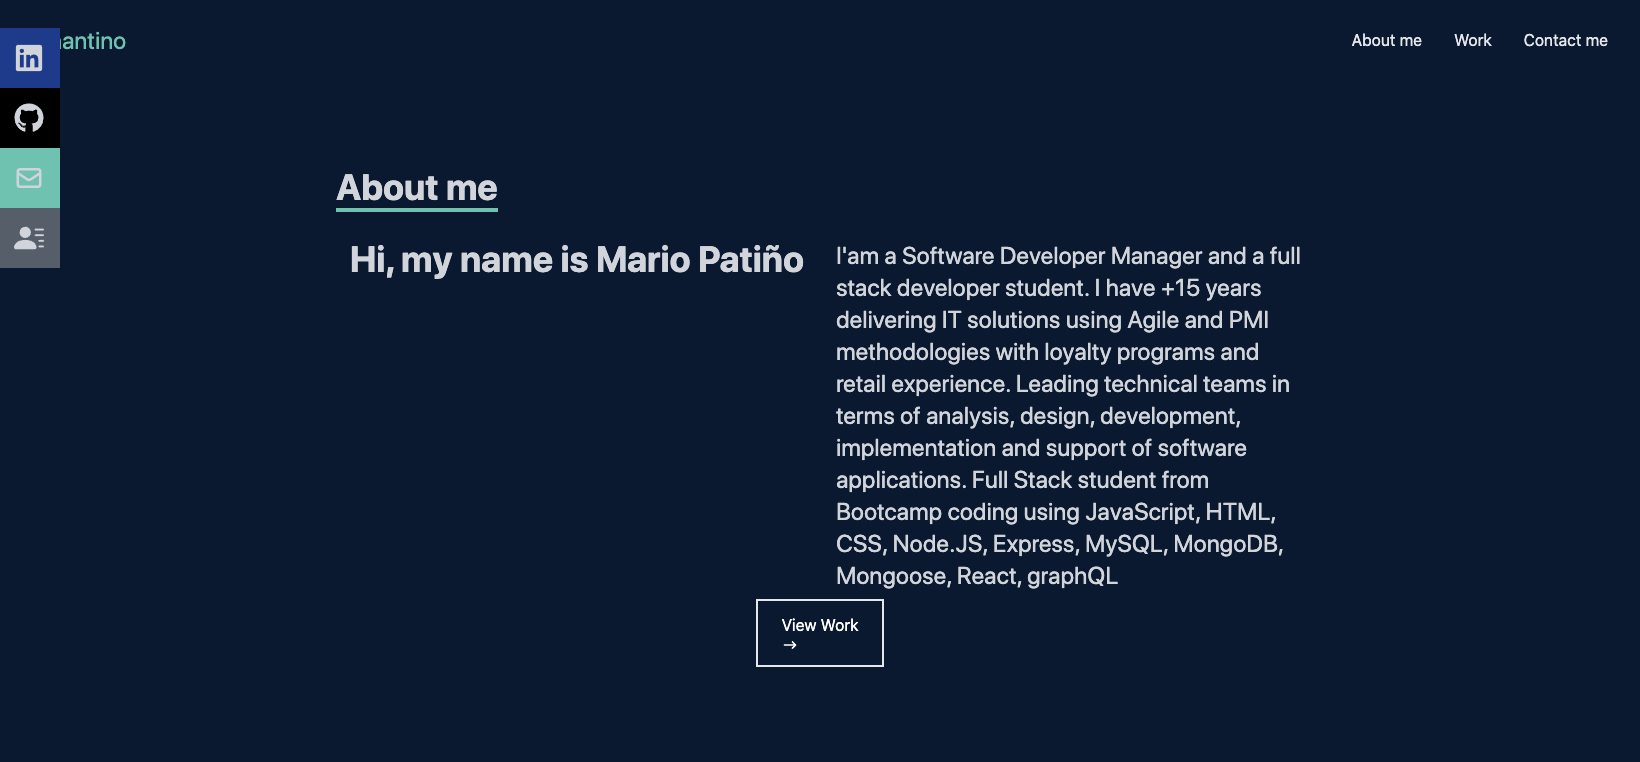 About me
Work
Contact me
About me
Hi, my name is Mario Patiño
I'am a Software Developer Manager and a full
stack developer student. I have +15 years
delivering IT solutions using Agile and PMI
methodologies with loyalty programs and
retail experience. Leading technical teams in
terms of analysis, design, development,
implementation and support of software
applications. Full Stack student from
Bootcamp coding using JavaScript, HTML,
CSS, Node.JS, Express, MySQL, MongoDB,
Mongoose, React, graphQL
View Work
→